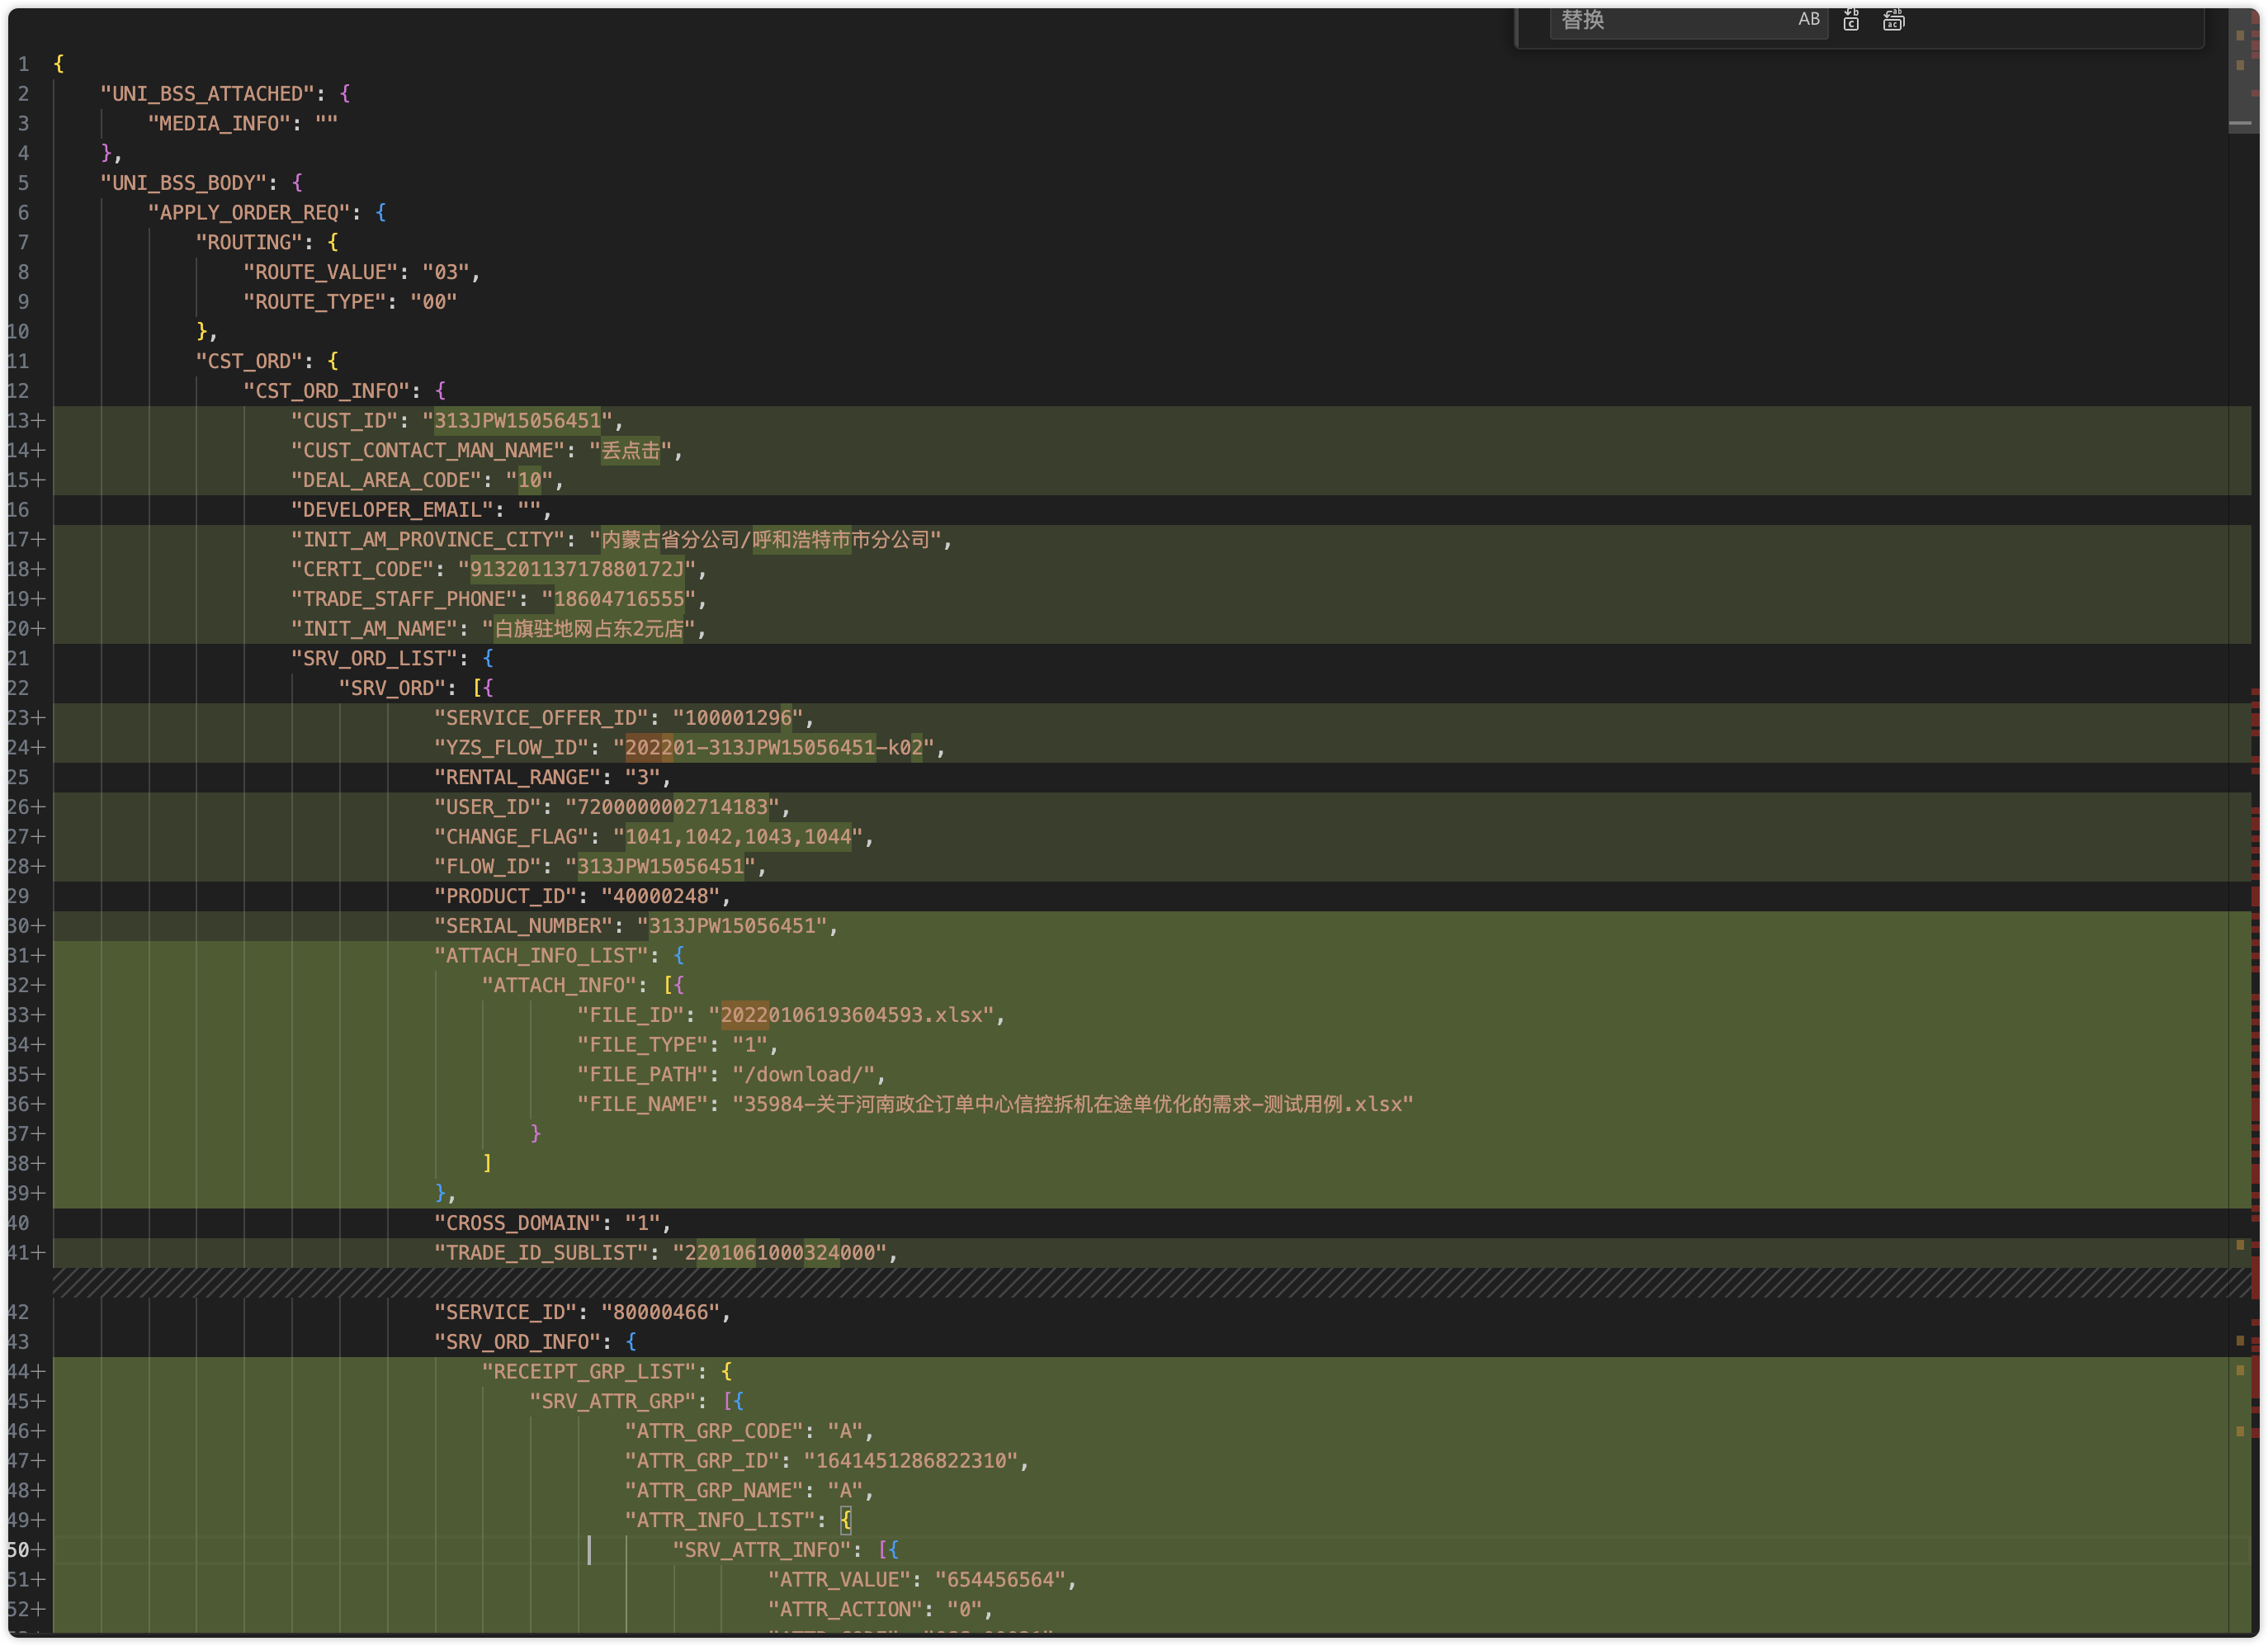 替换 AB
1 {
2 "UNI_BSS_ATTACHED": {
3 "MEDIA_INFO": ""
4 },
5 "UNI_BSS_BODY": {
6 "APPLY_ORDER_REQ": {
7 "ROUTING": {
8 "ROUTE_VALUE": "03",
9 "ROUTE_TYPE": "00"
10 },
11 "CST_ORD": {
12 "CST_ORD_INFO": {
13+ "CUST_ID": "313JPW15056451",
14+ "CUST_CONTACT_MAN_NAME": "丢点击",
15+ "DEAL_AREA_CODE": "10",
16 "DEVELOPER_EMAIL": "",
17+ "INIT_AM_PROVINCE_CITY": "内蒙古省分公司/呼和浩特市市分公司",
18+ "CERTI_CODE": "91320113717880172J",
19+ "TRADE_STAFF_PHONE": "18604716555",
20+ "INIT_AM_NAME": "白旗驻地网占东2元店",
21 "SRV_ORD_LIST": {
22 "SRV_ORD": [{
23+ "SERVICE_OFFER_ID": "100001296",
24+ "YZS_FLOW_ID": "202201-313JPW15056451-k02",
25 "RENTAL_RANGE": "3",
26+ "USER_ID": "7200000002714183",
27+ "CHANGE_FLAG": "1041,1042,1043,1044",
28+ "FLOW_ID": "313JPW15056451",
29 "PRODUCT_ID": "40000248",
30+ "SERIAL_NUMBER": "313JPW15056451",
31+ "ATTACH_INFO_LIST": {
32+ "ATTACH_INFO": [{
33+ "FILE_ID": "20220106193604593.xlsx",
34+ "FILE_TYPE": "1",
35+ "FILE_PATH": "/download/",
36+ "FILE_NAME": "35984-关于河南政企订单中心信控拆机在途单优化的需求-测试用例.xlsx"
37+ }
38+ ]
39+ },
40 "CROSS_DOMAIN": "1",
41+ "TRADE_ID_SUBLIST": "2201061000324000",
42 "SERVICE_ID": "80000466",
43 "SRV_ORD_INFO": {
44+ "RECEIPT_GRP_LIST": {
45+ "SRV_ATTR_GRP": [{
46+ "ATTR_GRP_CODE": "A",
47+ "ATTR_GRP_ID": "1641451286822310",
48+ "ATTR_GRP_NAME": "A",
49+ "ATTR_INFO_LIST": {
50+ "SRV_ATTR_INFO": [{
51+ "ATTR_VALUE": "654456564",
52+ "ATTR_ACTION": "0",